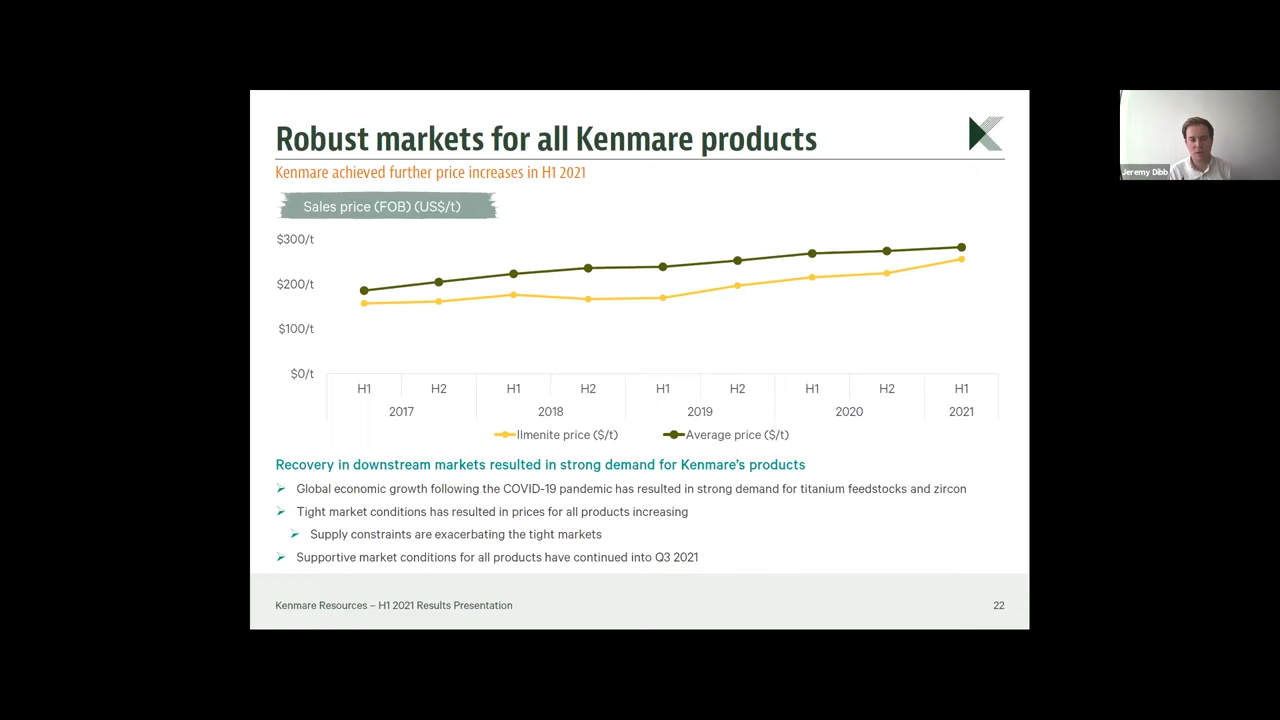 Robust markets for all Kenmare products
Kenmare achieved further price increases in H1 2021
Sales price (FOB) (US$/t)
$300/t
$200/t
$100/t
$0/t
H1 H2 H1 H2 H1 H2 H1 H2 H1
2017 2018 2019 2020 2021
Ilmenite price ($/t) Average price ($/t)
Recovery in downstream markets resulted in strong demand for Kenmare's products
Global economic growth following the COVID-19 pandemic has resulted in strong demand for titanium feedstocks and zircon
Tight market conditions has resulted in prices for all products increasing
Supply constraints are exacerbating the tight markets
Supportive market conditions for all products have continued into Q3 2021
Kenmare Resources – H1 2021 Results Presentation 22
Jeremy Dibb